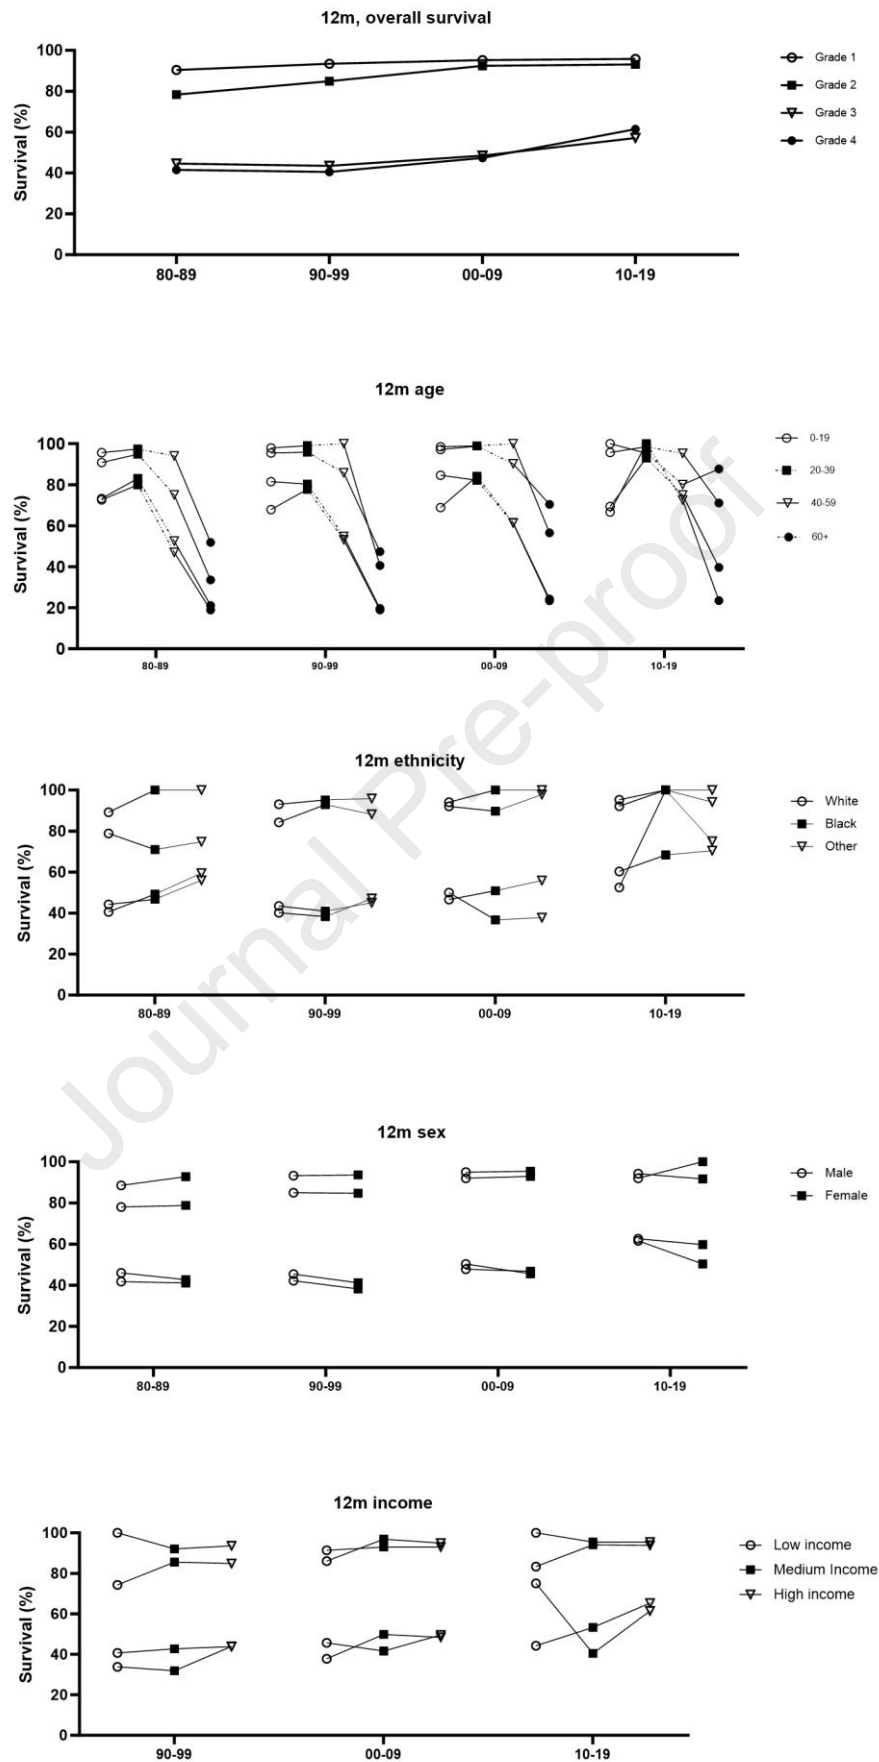 12m, overall survival
Survival (%)
100
80
60
40
20
0
80-89 90-99 00-09 10-19
Grade 1
Grade 2
Grade 3
Grade 4
12m age
Survival (%)
100
80
60
40
20
0
80-89 90-99 00-09 10-19
0-19
20-39
40-59
60+
12m ethnicity
Survival (%)
100
80
60
40
20
0
80-89 90-99 00-09 10-19
White
Black
Other
12m sex
Survival (%)
100
80
60
40
20
0
80-89 90-99 00-09 10-19
Male
Female
12m income
Survival (%)
100
80
60
40
20
0
90-99 00-09 10-19
Low income
Medium Income
High income
Journal Pre-proof